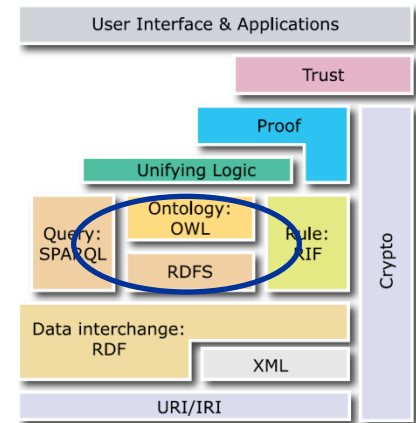 User Interface & Applications
Trust
Proof
Unifying Logic
Ontology:
OWL
Query:
SPARQL
Rule:
RIF
RDFS
Crypto
Data interchange:
RDF
XML
URI/IRI